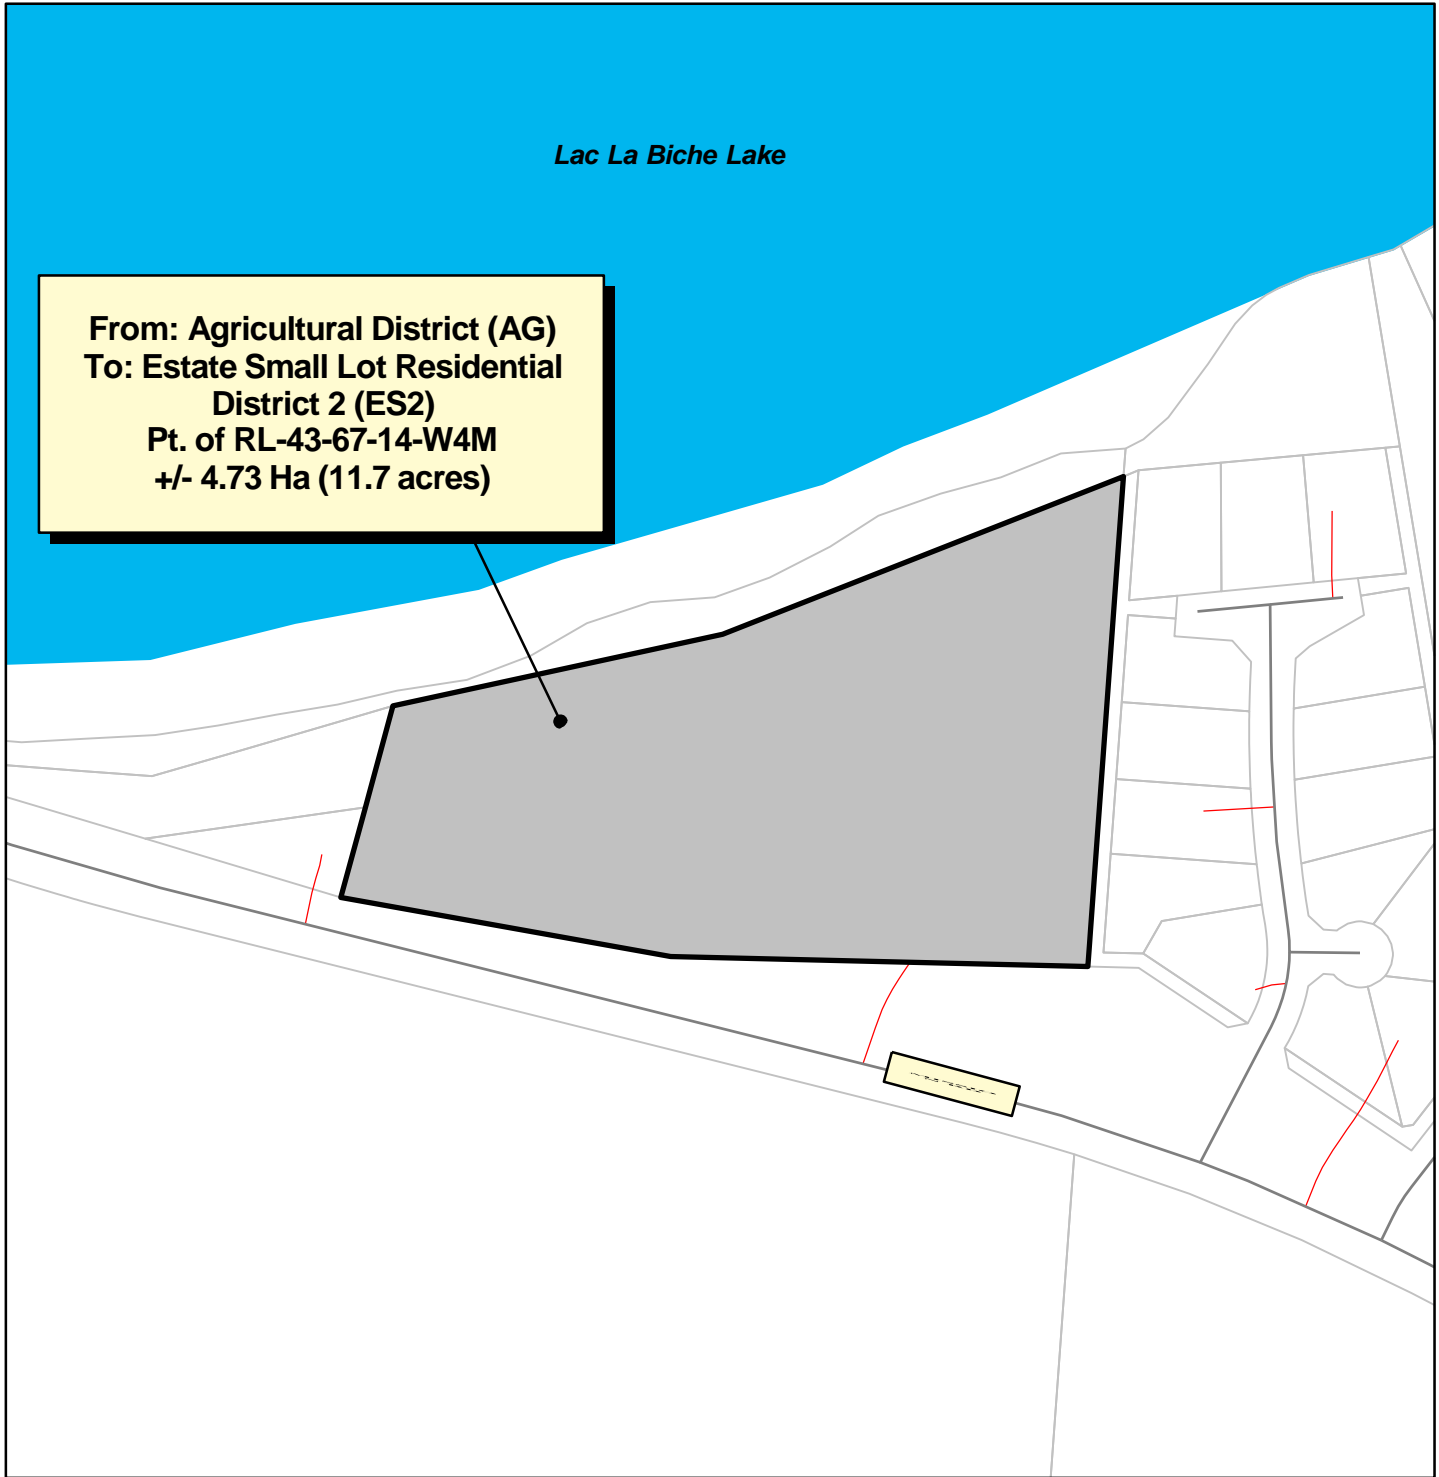 Lac La Biche Lake
From: Agricultural District (AG)
To: Estate Small Lot Residential
District 2 (ES2)
Pt. of RL-43-67-14-W4M
+/- 4.73 Ha (11.7 acres)